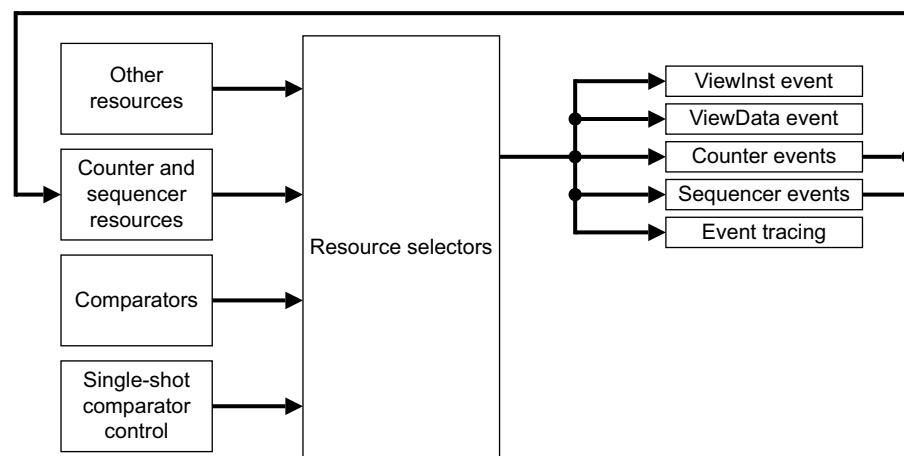 Other
resources
Counter and
sequencer
resources
Comparators
Single-shot
comparator
control
Resource selectors
ViewInst event
ViewData event
Counter events
Sequencer events
Event tracing